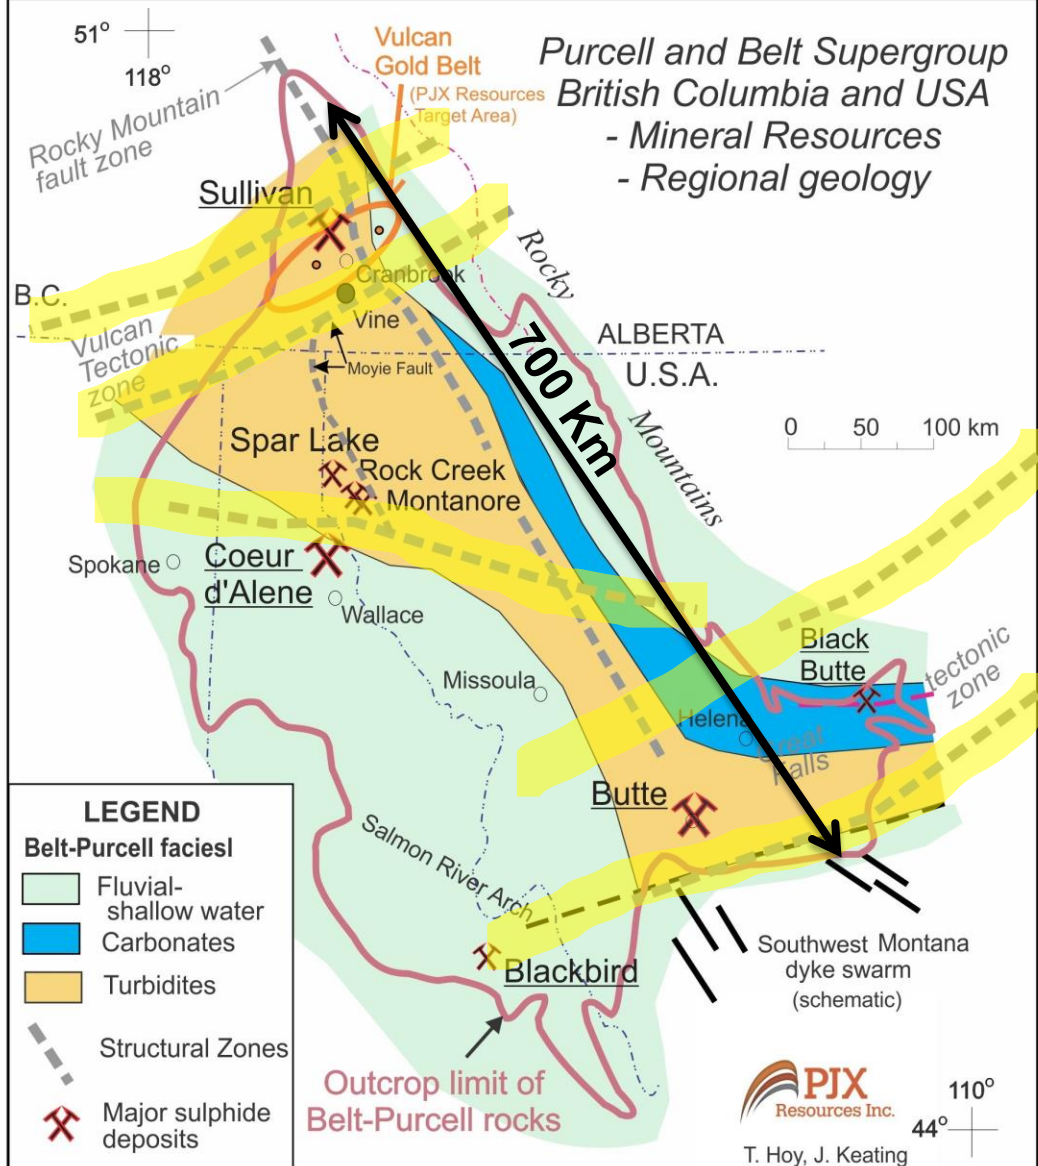 51°
118°
Rocky Mountain
fault zone
Vulcan
Gold Belt
(PJX Resources
Target Area)
Purcell and Belt Supergroup
British Columbia and USA
- Mineral Resources
- Regional geology
Sullivan
Cranbrook
Rocky
B.C.
Vine
Vulcan
Tectonic
zone
Moyie Fault
ALBERTA
U.S.A.
700 Km
Mountains
0 50 100 km
Spar Lake
Rock Creek
Montanore
Spokane
Coeur
d'Alene
Wallace
Missoula
Black
Butte
tectonic
zone
Helena
Great
Falls
Butte
Salmon River Arch
Blackbird
Southwest Montana
dyke swarm
(schematic)
LEGEND
Belt-Purcell faciesl
Fluvial-
shallow water
Carbonates
Turbidites
Structural Zones
Major sulphide
deposits
Outcrop limit of
Belt-Purcell rocks
PJX
Resources Inc.
110°
44°
T. Hoy, J. Keating